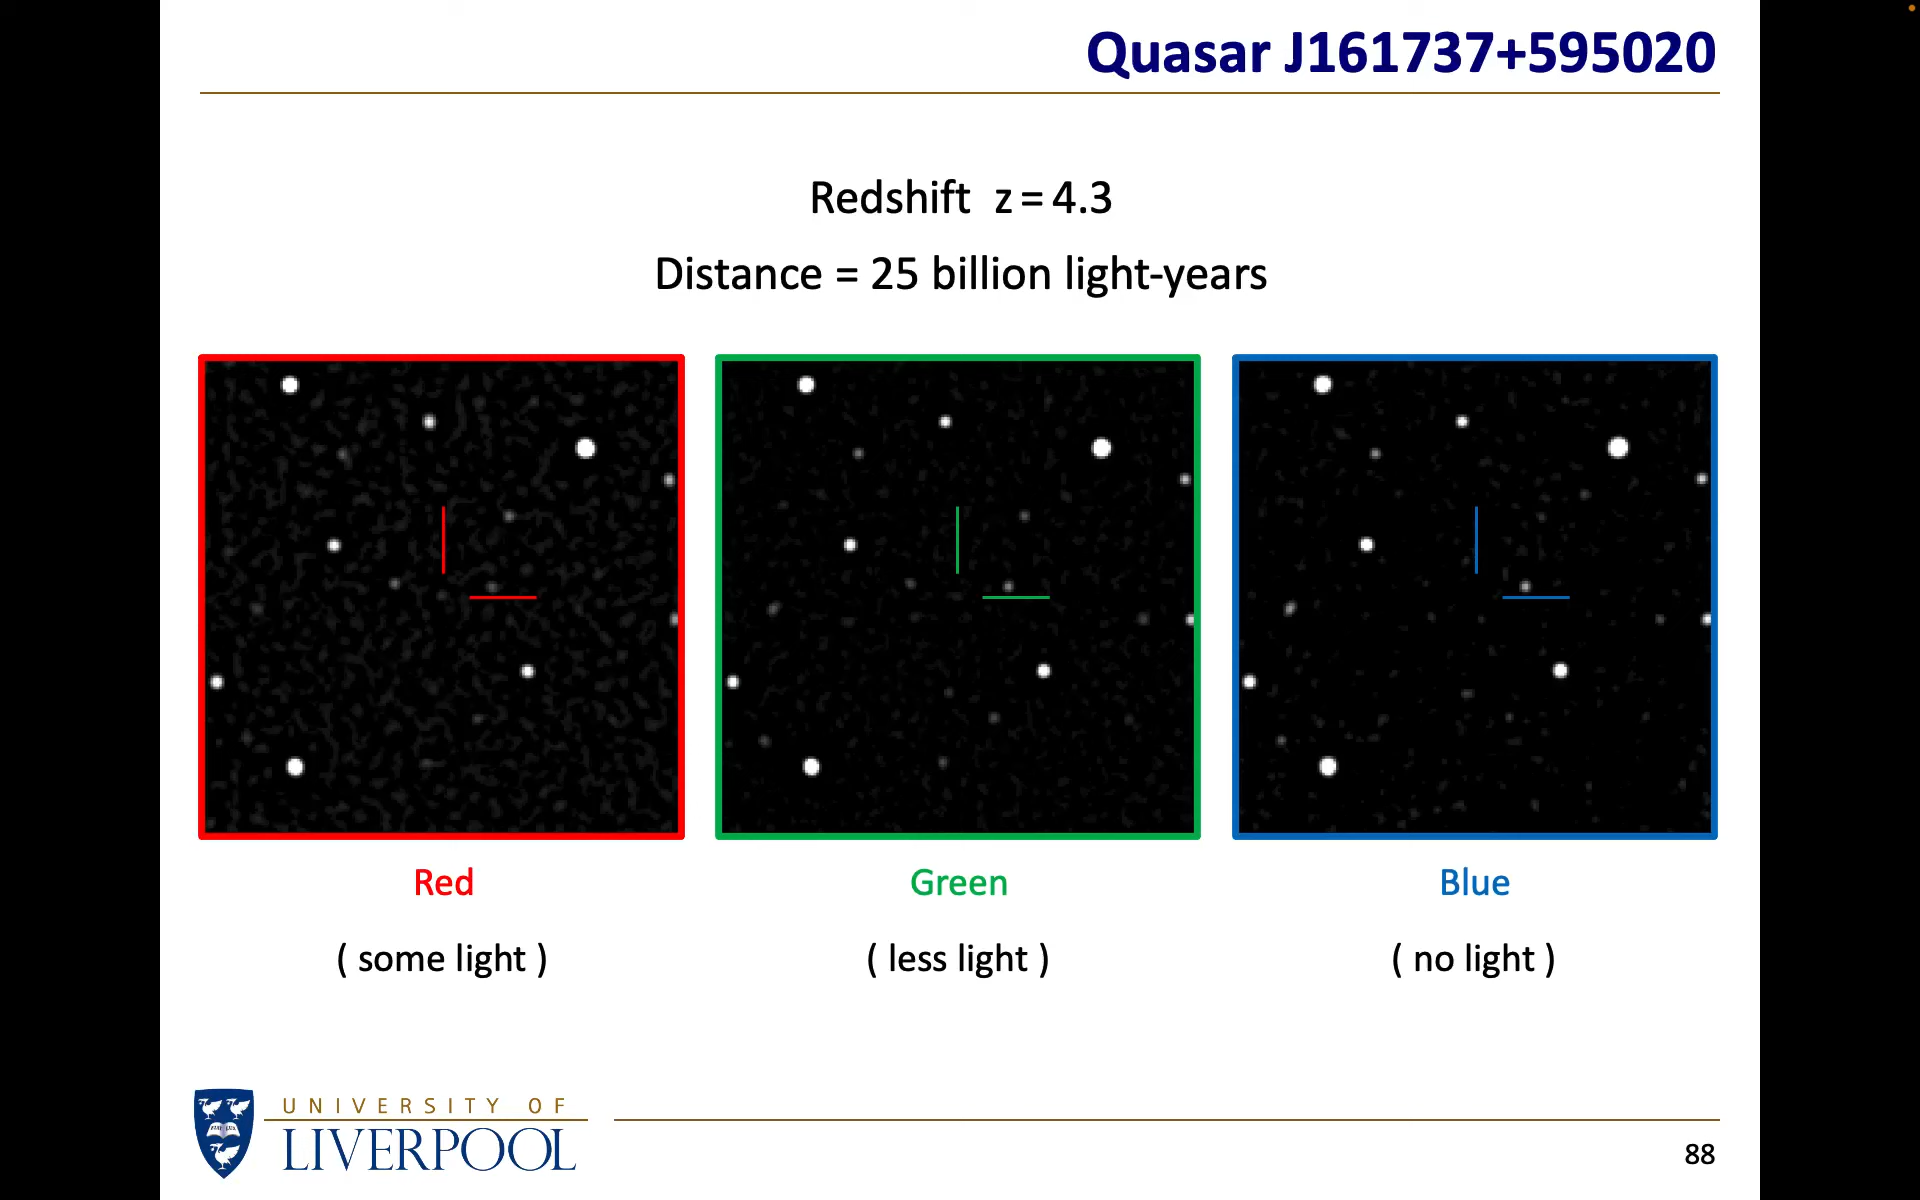 Quasar J161737+595020
Redshift z = 4.3
Distance = 25 billion light-years
Red
Green
Blue
( some light )
( less light )
( no light )
UNIVERSITY OF
LIVERPOOL
88